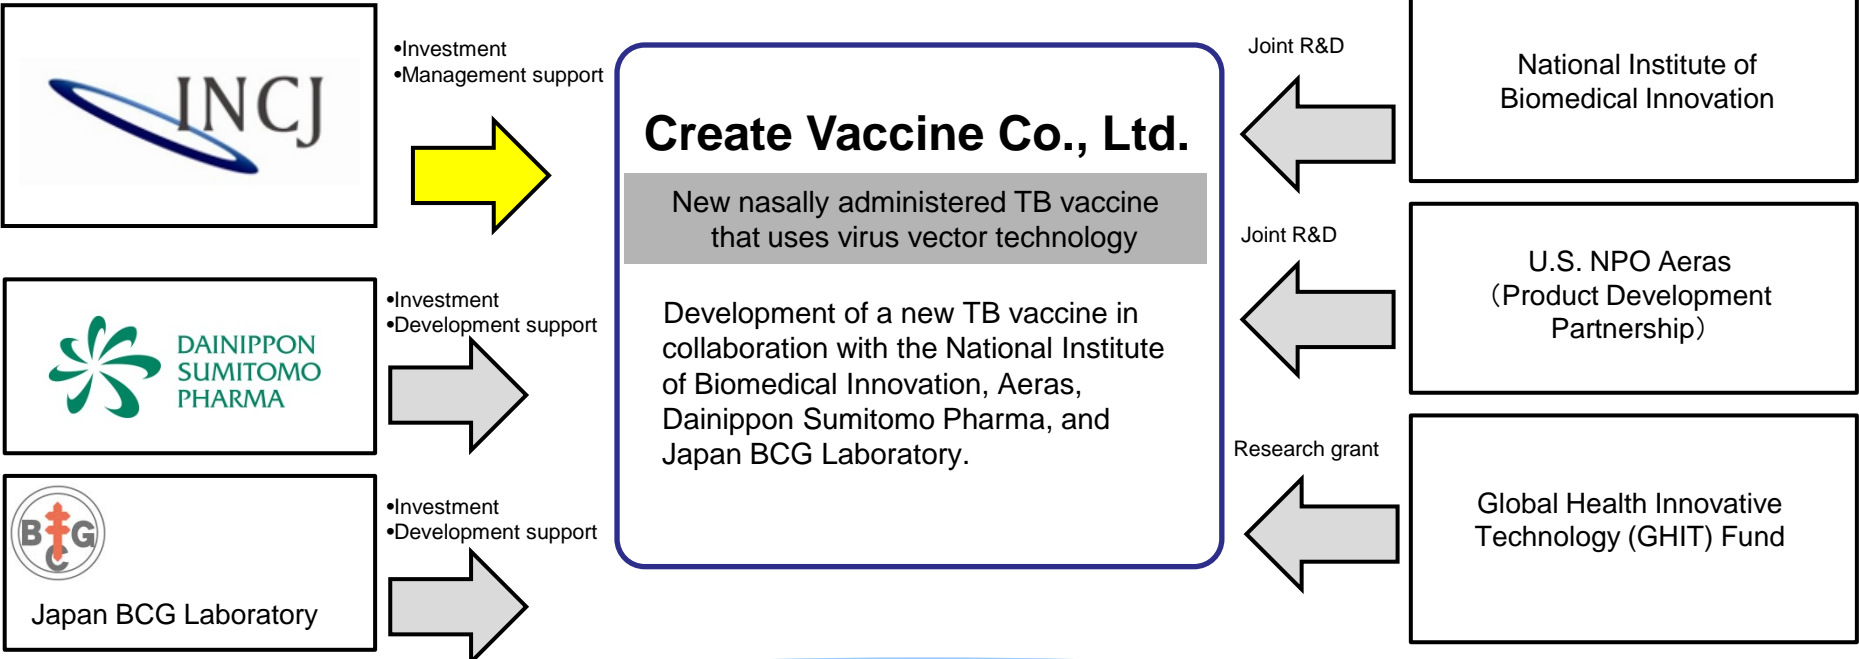 INCJ
•Investment
•Management support
DAINIPPON
SUMITOMO
PHARMA
•Investment
•Development support
BCG
Japan BCG Laboratory
•Investment
•Development support
Create Vaccine Co., Ltd.
New nasally administered TB vaccine
that uses virus vector technology
Development of a new TB vaccine in
collaboration with the National Institute
of Biomedical Innovation, Aeras,
Dainippon Sumitomo Pharma, and
Japan BCG Laboratory.
Joint R&D
National Institute of
Biomedical Innovation
Joint R&D
U.S. NPO Aeras
（Product Development
Partnership）
Research grant
Global Health Innovative
Technology (GHIT) Fund